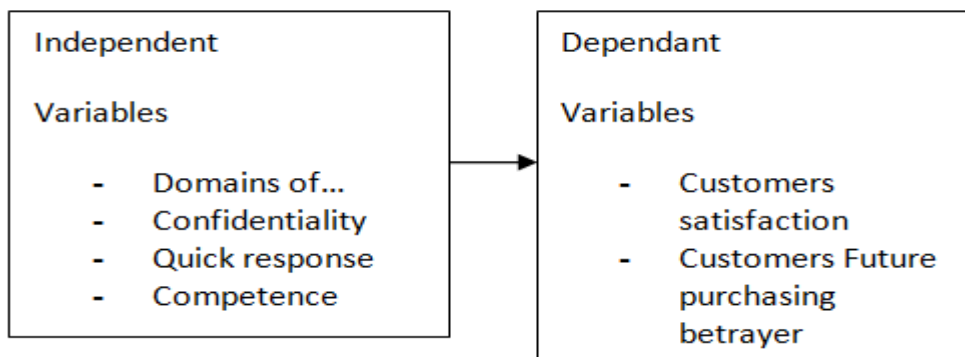 Independent
Variables
- Domains of...
- Confidentiality
- Quick response
- Competence
Dependant
Variables
- Customers
satisfaction
- Customers Future
purchasing
betrayer